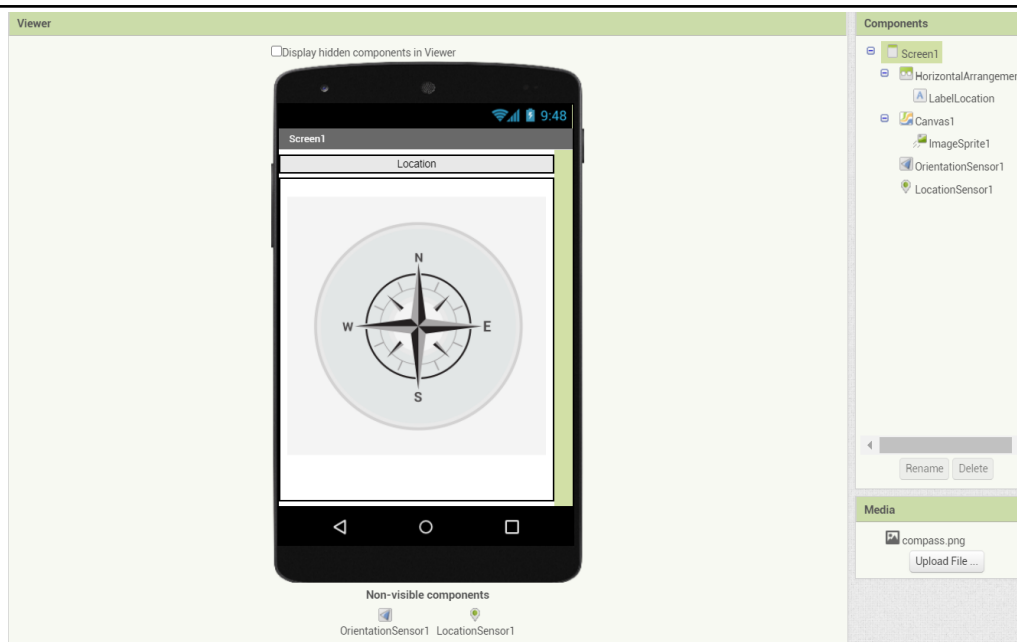 Viewer
Display hidden components in Viewer
9:48
Screen1
Location
N
W
E
S
Non-visible components
OrientationSensor1 LocationSensor1
Components
Screen1
HorizontalArrangemen
LabelLocation
Canvas1
ImageSprite1
OrientationSensor1
LocationSensor1
Rename Delete
Media
compass.png
Upload File ...